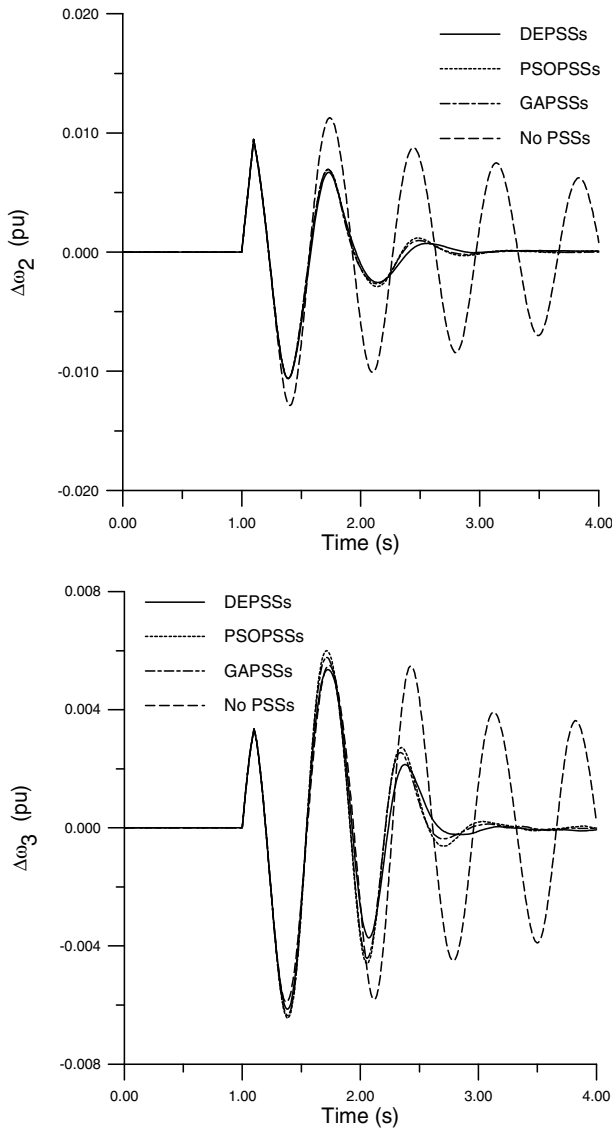 0.020
DEPSSs
PSOPSSs
GAPSSs
No PSSs
0.010
0.000
-0.010
-0.020
Δω2 (pu)
0.00 1.00 2.00 3.00 4.00
Time (s)
0.008
DEPSSs
PSOPSSs
GAPSSs
No PSSs
0.004
0.000
-0.004
-0.008
Δω3 (pu)
0.00 1.00 2.00 3.00 4.00
Time (s)